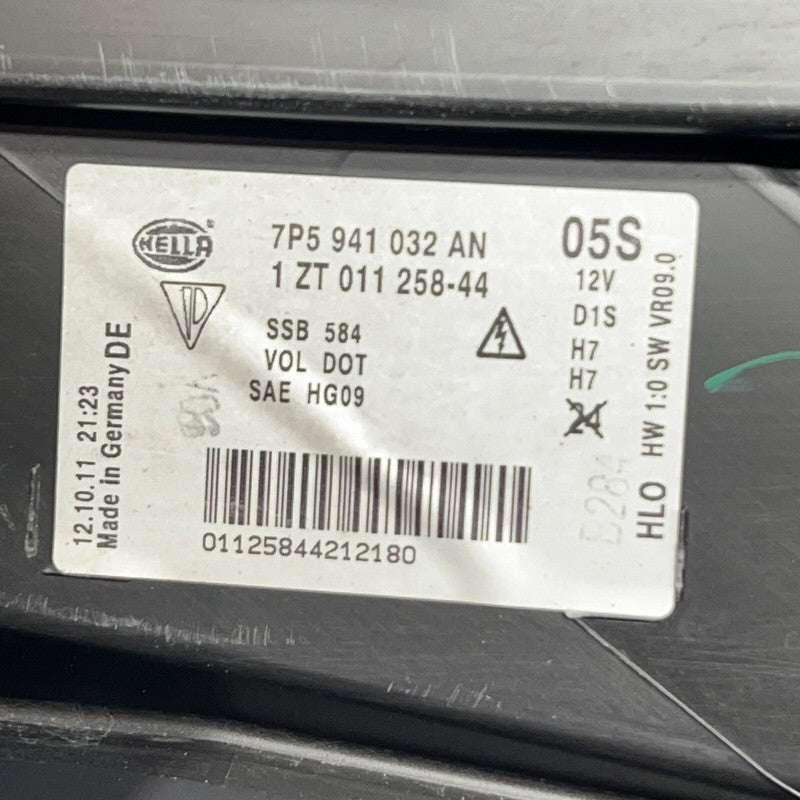 HELLA
7P5 941 032 AN
1 ZT 011 258-44
SSB 584
VOL DOT
SAE HG09
05S
12V
D1S
H7
H7
24
12.10.11 21:23
Made in Germany DE
HLO HW 1:0 SW VR09.0
01125844212180